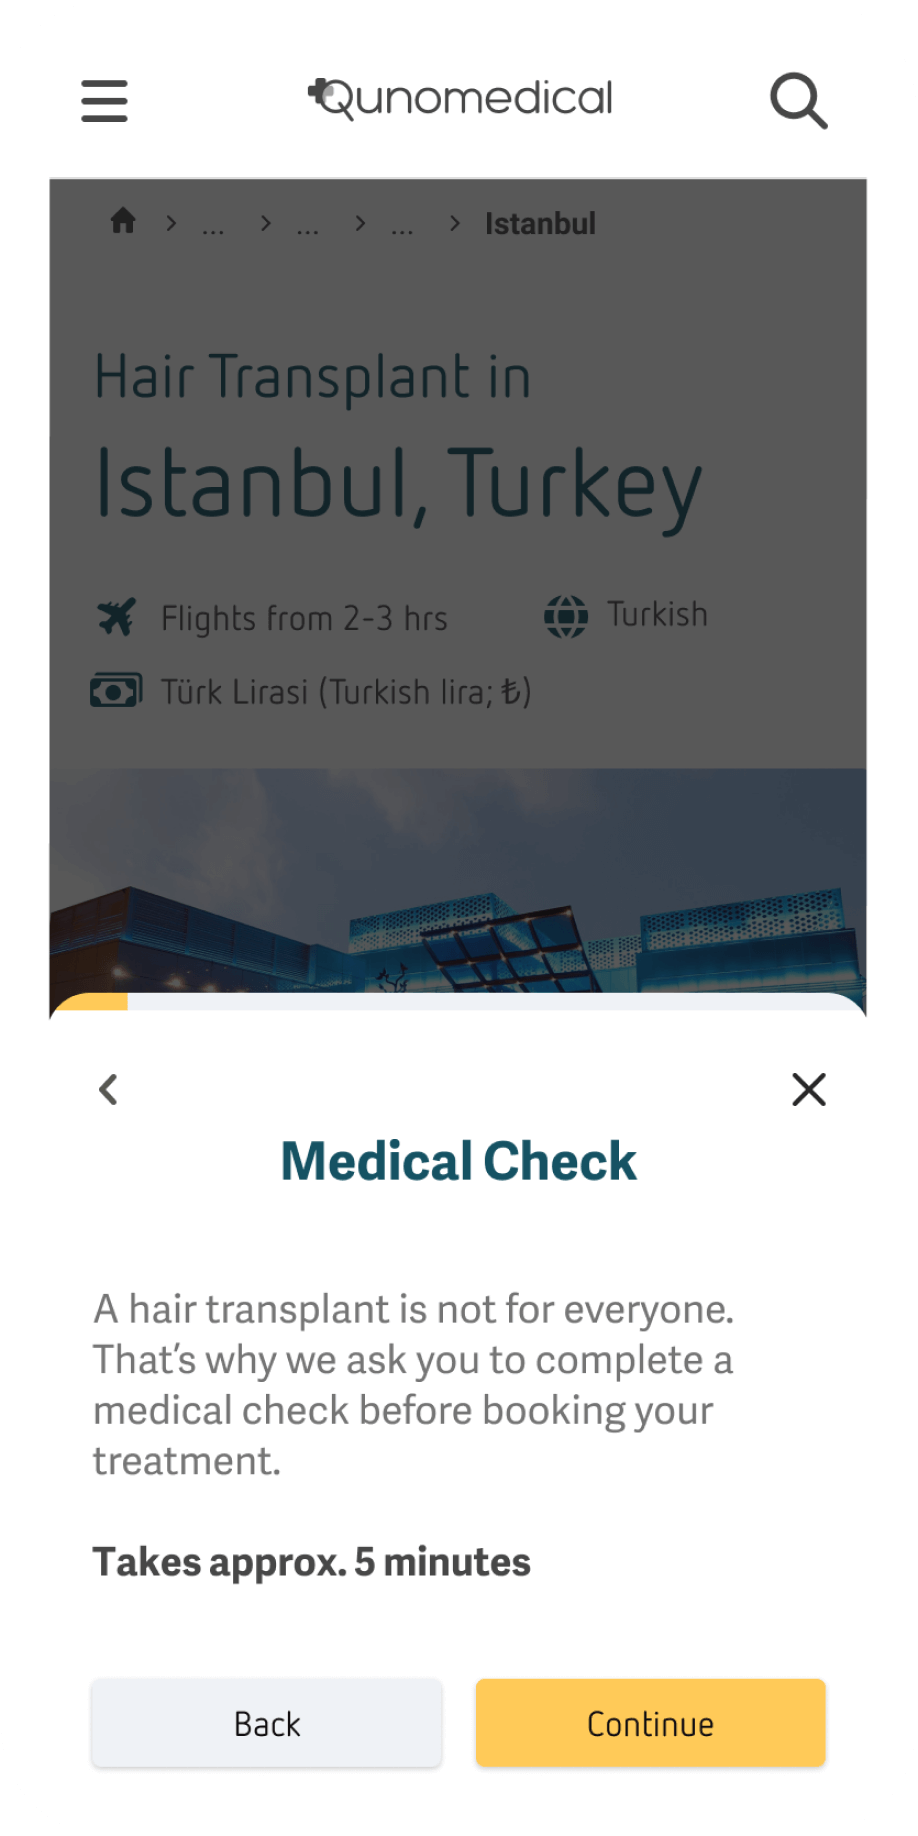 Qunomedical
... > ... > ... > Istanbul
Hair Transplant in
Istanbul, Turkey
Flights from 2-3 hrs
Turkish
Türk Lirasi (Turkish lira; ₺)
Medical Check
A hair transplant is not for everyone.
That's why we ask you to complete a
medical check before booking your
treatment.
Takes approx. 5 minutes
Back
Continue